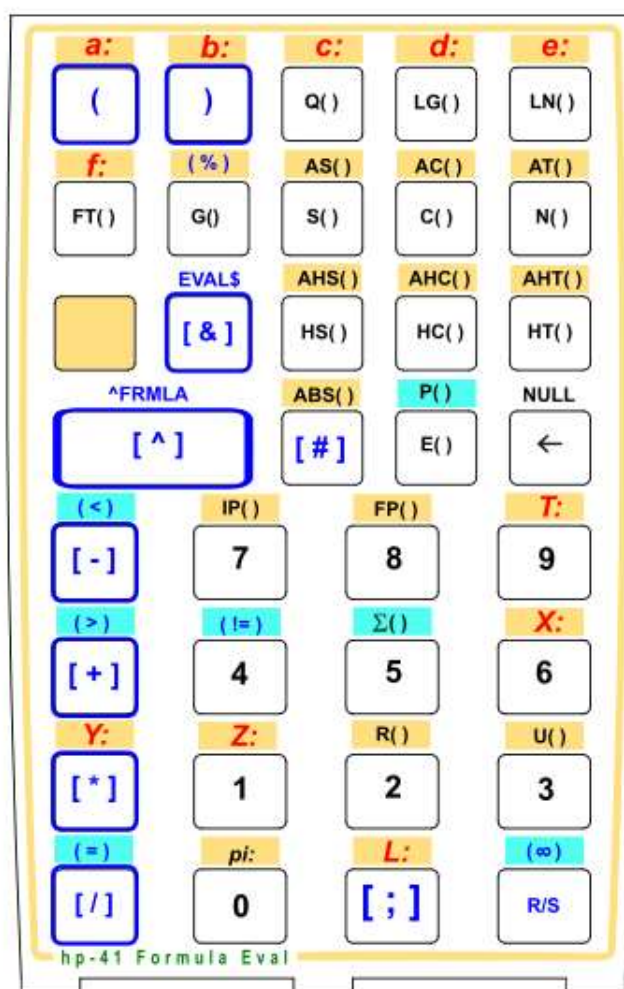 a: b: c: d: e:
( ) Q( ) LG( ) LN( )
f: ( % ) AS( ) AC( ) AT( )
FT( ) G() S( ) C( ) N( )
EVAL$ AHS( ) AHC( ) AHT( )
[ & ] HS( ) HC( ) HT( )
^FRMLA ABS( ) P( ) NULL
[ ^ ] [ # ] E( ) ←
( < ) IP( ) FP( ) T:
[ - ] 7 8 9
( > ) ( != ) Σ() X:
[ + ] 4 5 6
Y: Z: R( ) U( )
[ * ] 1 2 3
( = ) pi: L: (∞)
[ / ] 0 [ ; ] R/S
hp-41 Formula Eval